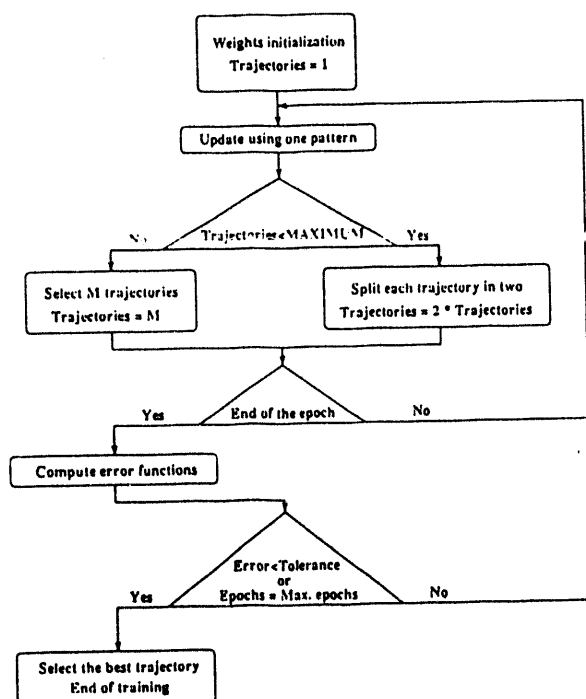 Weights initialization
Trajectories = 1
Update using one pattern
No
Trajectories<MAXIMUM
Yes
Select M trajectories
Trajectories = M
Split each trajectory in two
Trajectories = 2 * Trajectories
Yes
End of the epoch
No
Compute error functions
Error<Tolerance
or
Yes
Epochs = Max. epochs
No
Select the best trajectory
End of training